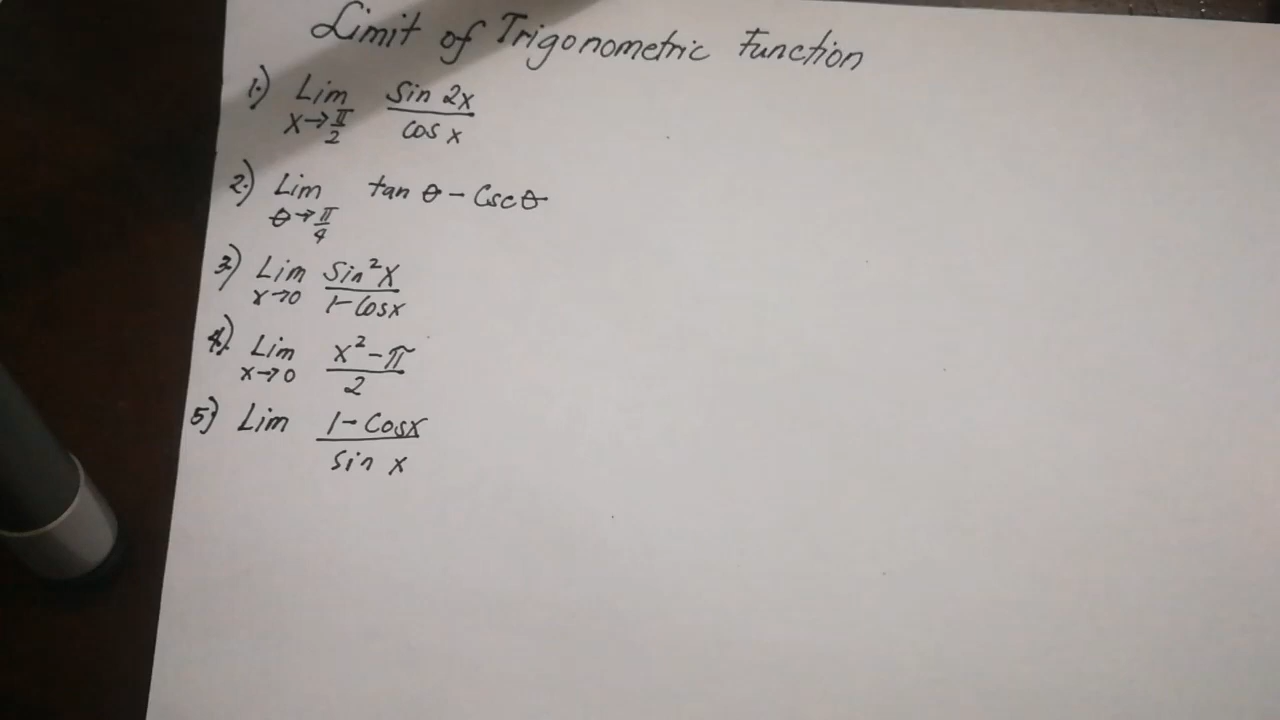 Limit of Trigonometric Function
1.) Lim x→π/2 sin 2x / cos x
2.) Lim θ→π/4 tan θ - Csc θ
3.) Lim x→0 Sin²x / 1-Cosx
4.) Lim x→0 x²-π / 2
5.) Lim 1-Cosx / sin x